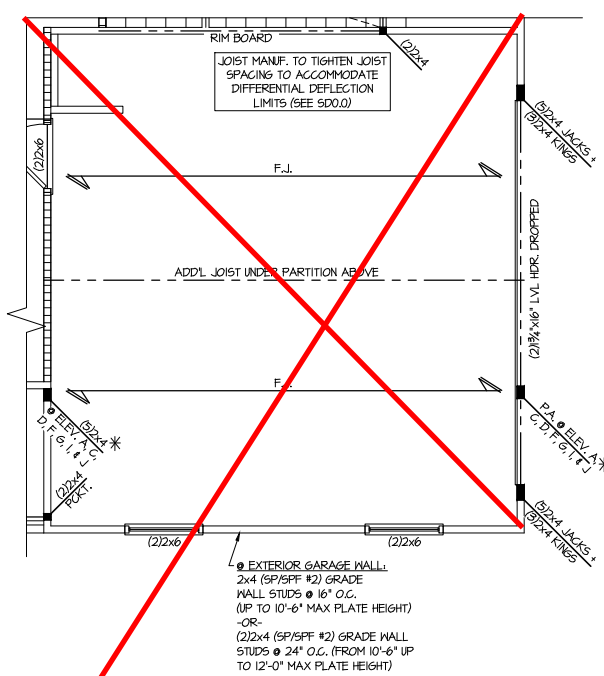 RIM BOARD
(2)2x4
JOIST MANUF. TO TIGHTEN JOIST
SPACING TO ACCOMMODATE
DIFFERENTIAL DEFLECTION
LIMITS (SEE SD0.0)
(5)2x4 JACKS +
(3)2x4 KINGS
(2)2x6
F.J.
(2)1¾"x16" LVL HDR. DROPPED
ADD'L JOIST UNDER PARTITION ABOVE
F.J.
(5)2x4 *
@ ELEV. A, C,
D, F, G, I, & J
P.A. @ ELEV. A *
C, D, F, G, I, & J
(2)2x4
PCKT.
(5)2x4 JACKS +
(3)2x4 KINGS
(2)2x6
(2)2x6
@ EXTERIOR GARAGE WALL:
2x4 (SP/SPF #2) GRADE
WALL STUDS @ 16" O.C.
(UP TO 10'-6" MAX PLATE HEIGHT)
-OR-
(2)2x4 (SP/SPF #2) GRADE WALL
STUDS @ 24" O.C. (FROM 10'-6" UP
TO 12'-0" MAX PLATE HEIGHT)